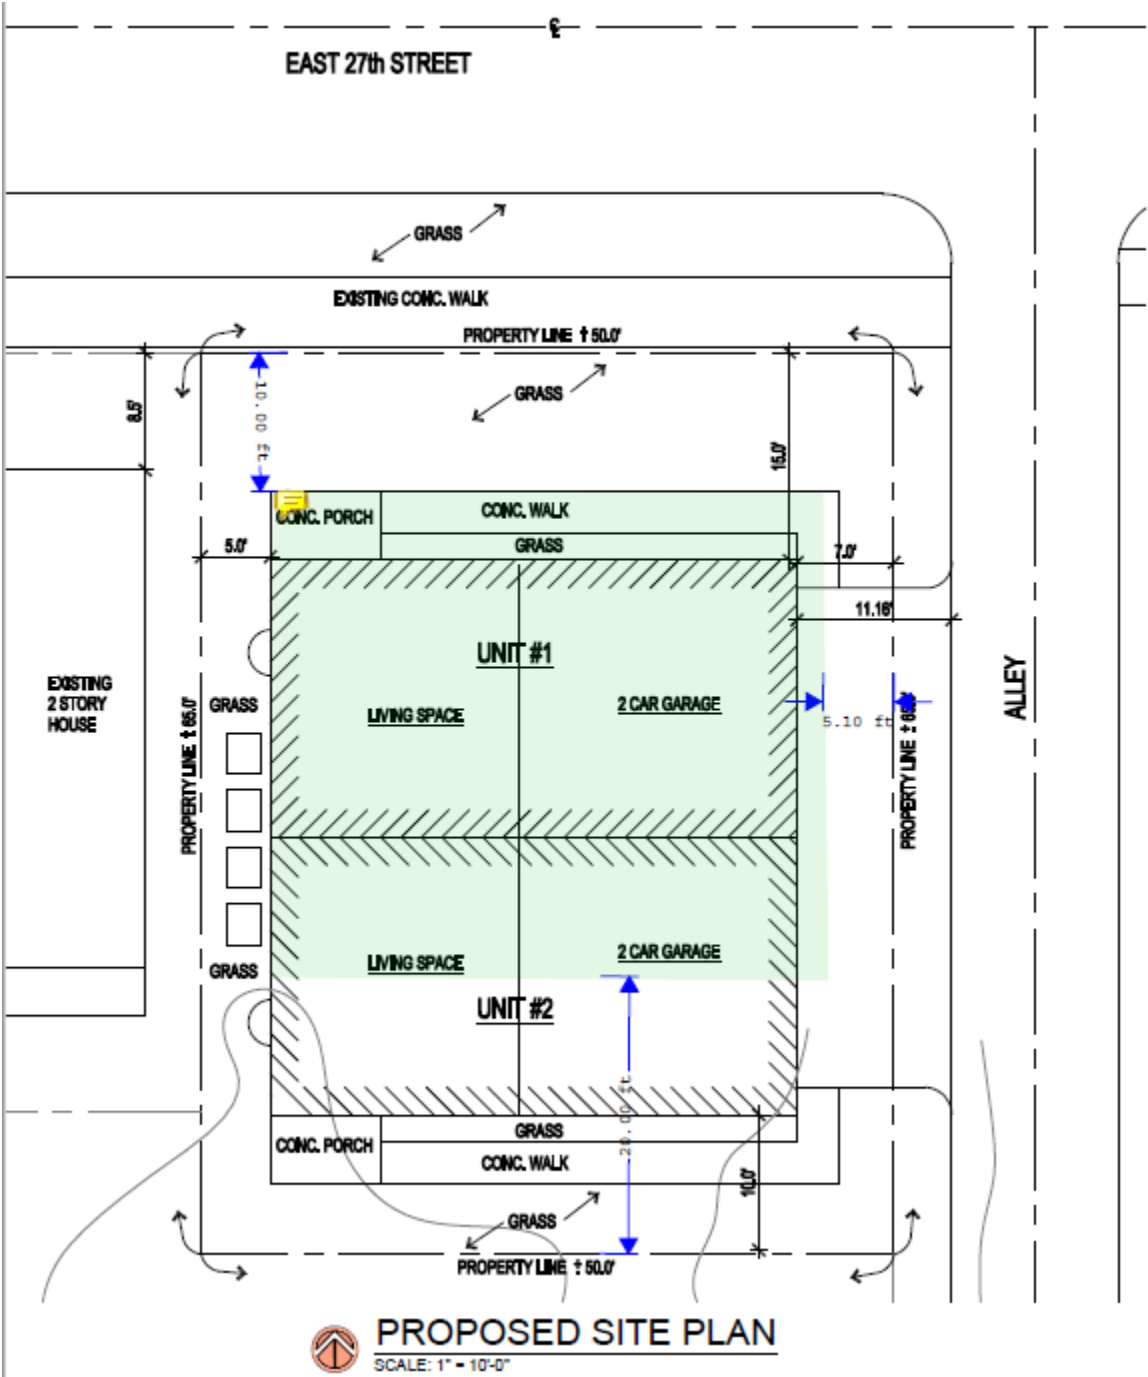 EAST 27th STREET
GRASS
EXISTING CONC. WALK
PROPERTY LINE ± 50.0'
8.5'
10.00 ft
GRASS
15.0'
CONC. PORCH
CONC. WALK
GRASS
5.0'
7.0'
11.16'
UNIT #1
EXISTING
2 STORY
HOUSE
GRASS
LIVING SPACE
2 CAR GARAGE
5.10 ft
ALLEY
PROPERTY LINE ± 65.0'
PROPERTY LINE ±
LIVING SPACE
2 CAR GARAGE
GRASS
UNIT #2
20.00 ft
GRASS
CONC. PORCH
CONC. WALK
10.0'
GRASS
PROPERTY LINE ± 50.0'
PROPOSED SITE PLAN
SCALE: 1" = 10'-0"